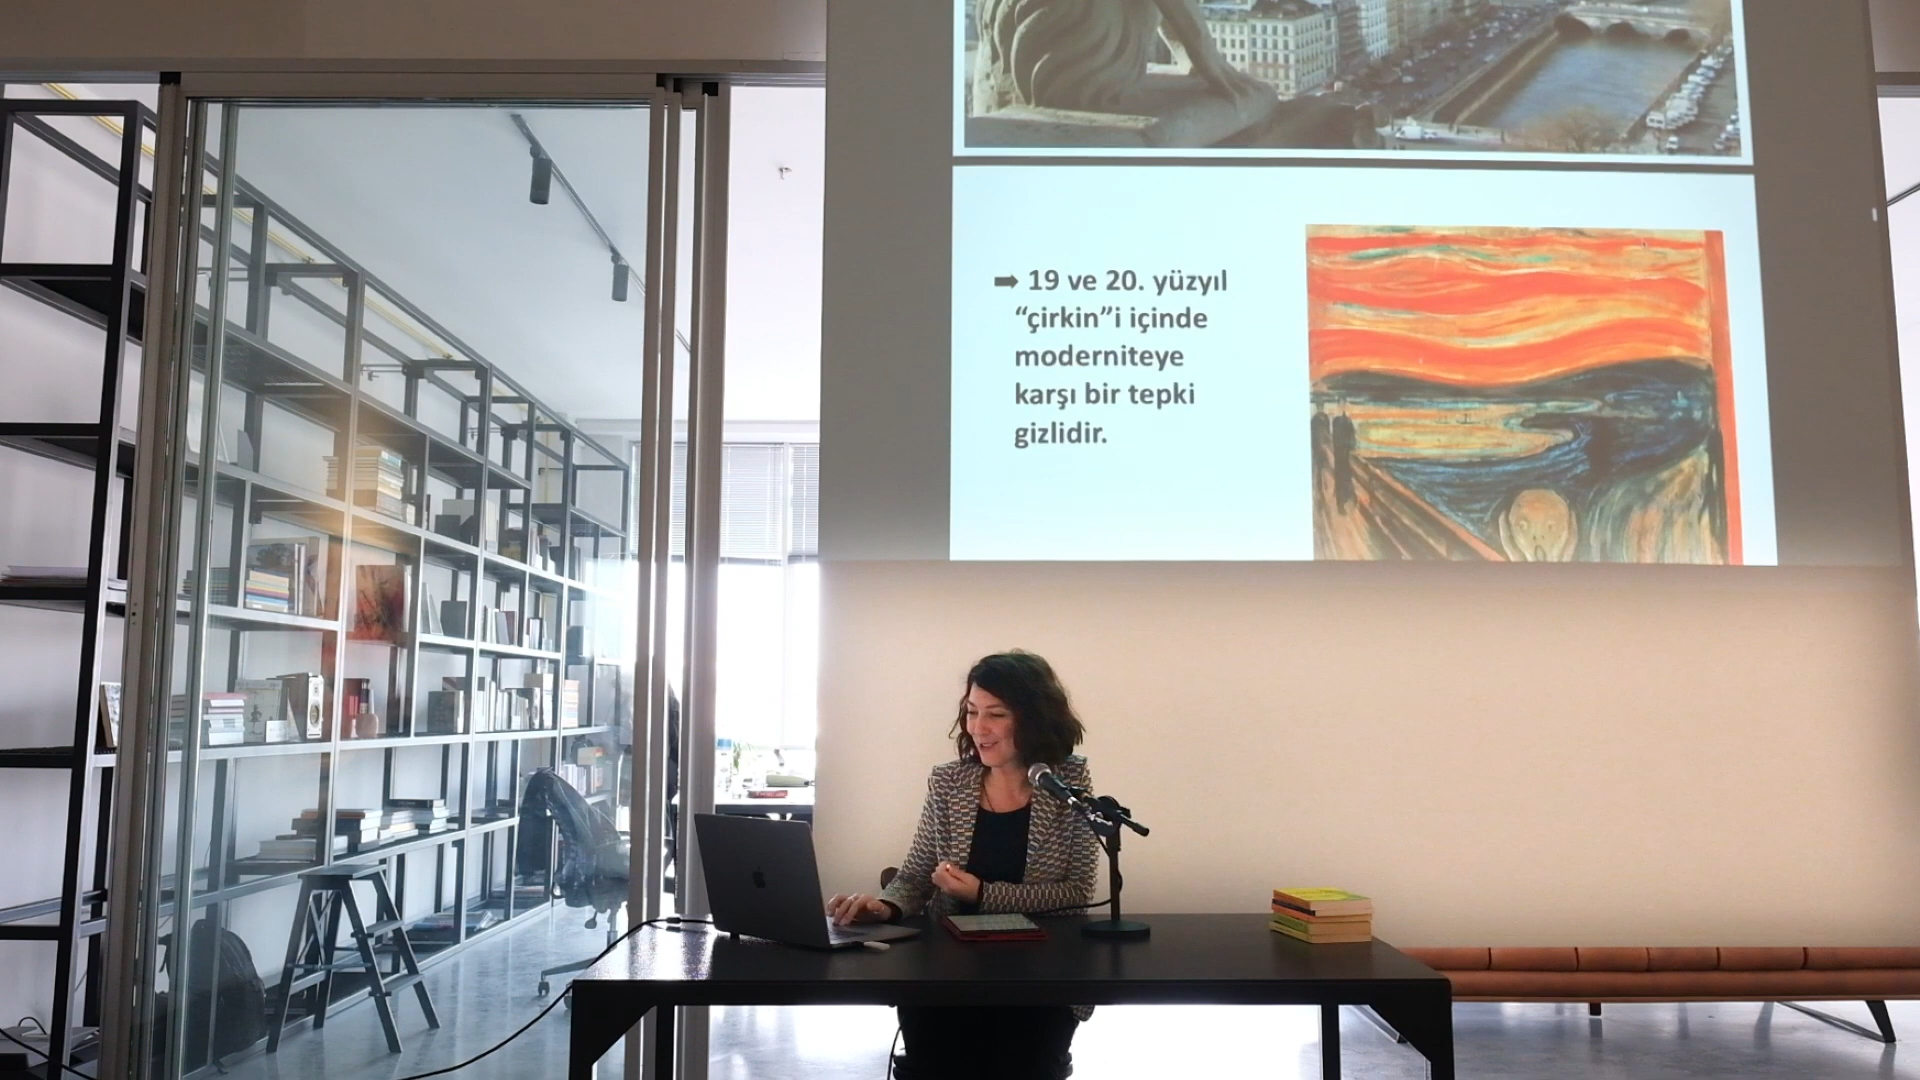 ➡ 19 ve 20. yüzyıl
“çirkin”i içinde
moderniteye
karşı bir tepki
gizlidir.